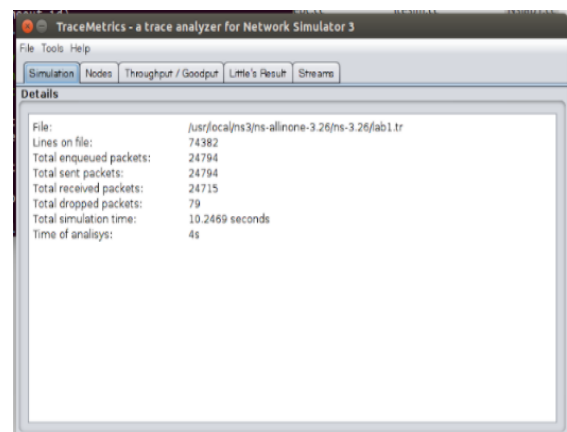 TraceMetrics - a trace analyzer for Network Simulator 3
File Tools Help
Simulation Nodes Throughput / Goodput Little's Result Streams
Details
File: /usr/local/ns3/ns-allinone-3.26/ns-3.26/lab1.tr
Lines on file: 74382
Total enqueued packets: 24794
Total sent packets: 24794
Total received packets: 24715
Total dropped packets: 79
Total simulation time: 10.2469 seconds
Time of analisys: 4s